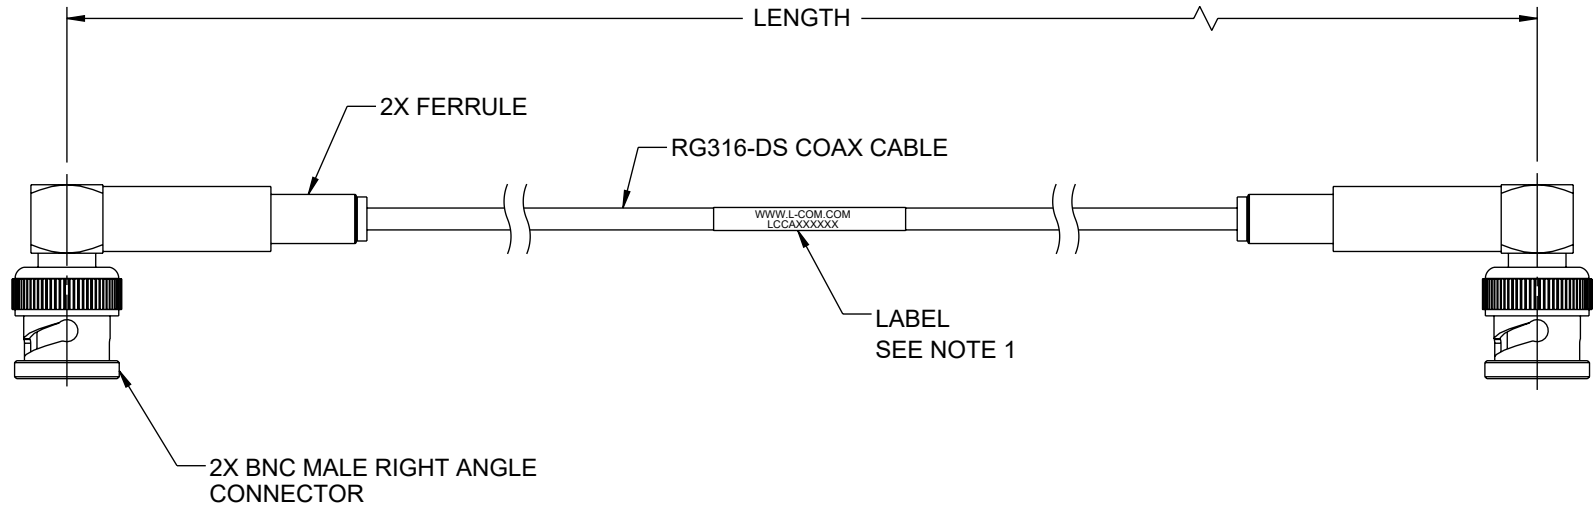 LENGTH
2X FERRULE
RG316-DS COAX CABLE
WWW.L-COM.COM
LCCAXXXXXX
LABEL
SEE NOTE 1
2X BNC MALE RIGHT ANGLE
CONNECTOR